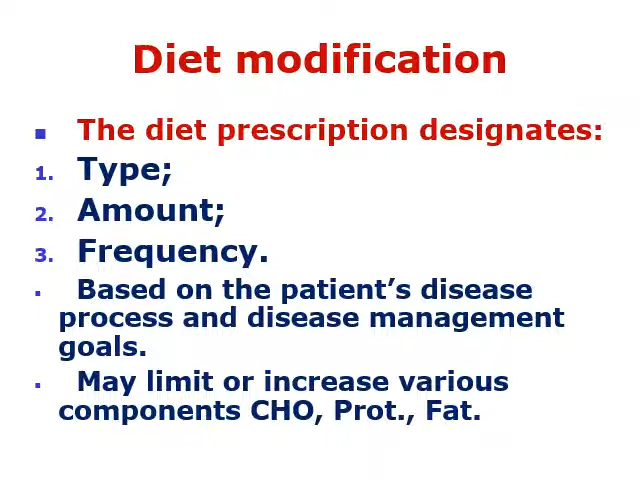 Diet modification
■ The diet prescription designates:
1. Type;
2. Amount;
3. Frequency.
▪ Based on the patient’s disease
process and disease management
goals.
▪ May limit or increase various
components CHO, Prot., Fat.